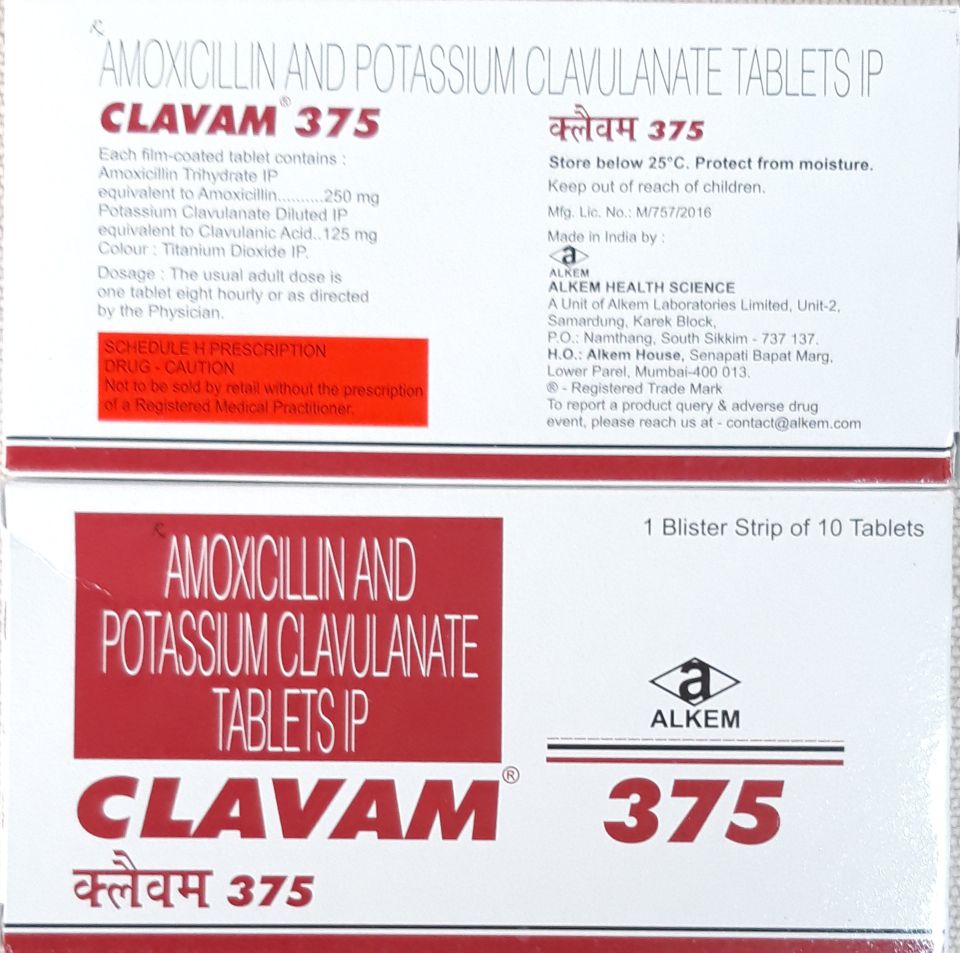 ℞
AMOXICILLIN AND POTASSIUM CLAVULANATE TABLETS IP
CLAVAM® 375
Each film-coated tablet contains :
Amoxicillin Trihydrate IP
equivalent to Amoxicillin..........250 mg
Potassium Clavulanate Diluted IP
equivalent to Clavulanic Acid..125 mg
Colour : Titanium Dioxide IP.
Dosage : The usual adult dose is
one tablet eight hourly or as directed
by the Physician.
SCHEDULE H PRESCRIPTION
DRUG - CAUTION
Not to be sold by retail without the prescription
of a Registered Medical Practitioner.
क्लैवम 375
Store below 25°C. Protect from moisture.
Keep out of reach of children.
Mfg. Lic. No.: M/757/2016
Made in India by :
a
ALKEM
ALKEM HEALTH SCIENCE
A Unit of Alkem Laboratories Limited, Unit-2,
Samardung, Karek Block,
P.O.: Namthang, South Sikkim - 737 137.
H.O.: Alkem House, Senapati Bapat Marg,
Lower Parel, Mumbai-400 013.
® - Registered Trade Mark
To report a product query & adverse drug
event, please reach us at - contact@alkem.com
1 Blister Strip of 10 Tablets
℞
AMOXICILLIN AND
POTASSIUM CLAVULANATE
TABLETS IP
a
ALKEM
CLAVAM® 375
क्लैवम 375